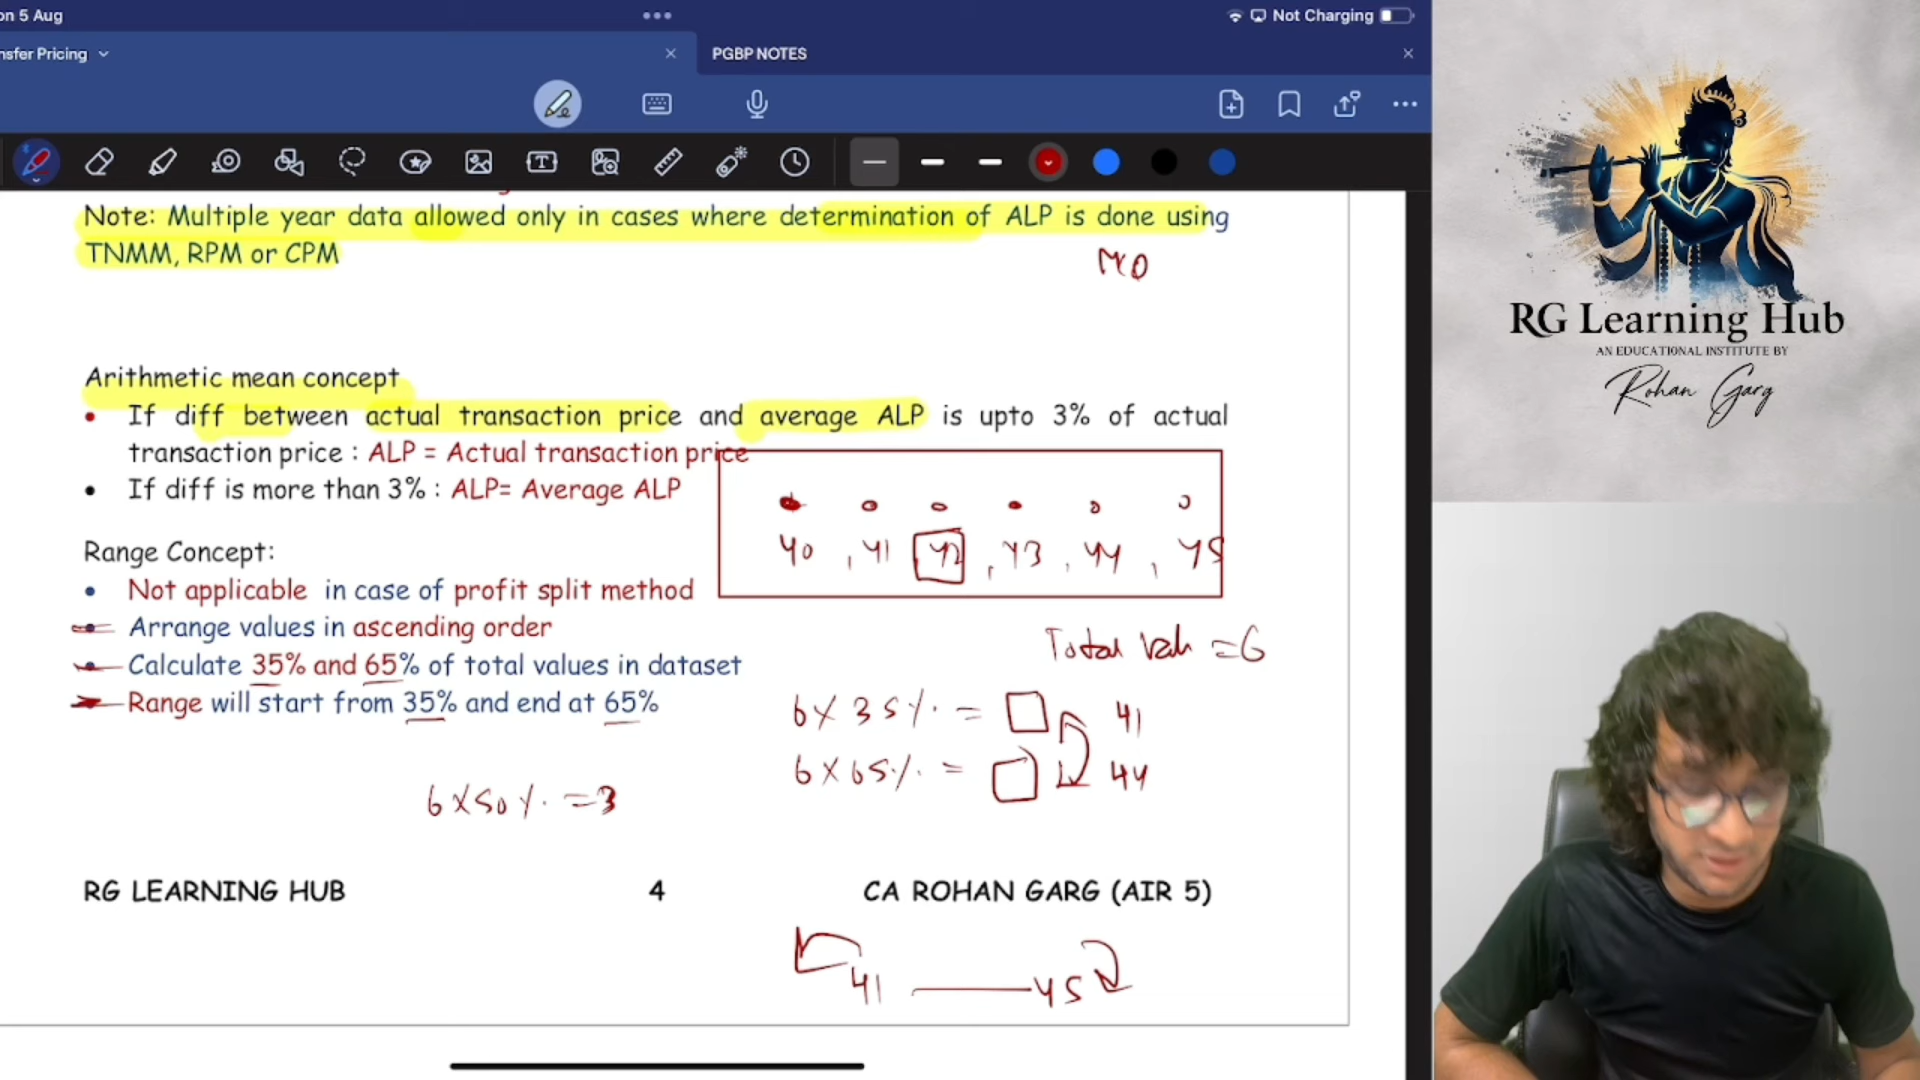 on 5 Aug
Not Charging
nsfer Pricing
PGBP NOTES
Note: Multiple year data allowed only in cases where determination of ALP is done using
TNMM, RPM or CPM
Arithmetic mean concept
• If diff between actual transaction price and average ALP is upto 3% of actual
transaction price : ALP = Actual transaction price
• If diff is more than 3% : ALP= Average ALP
40 , 41 42 , 43 , 44 , 45
Range Concept:
• Not applicable in case of profit split method
• Arrange values in ascending order
• Calculate 35% and 65% of total values in dataset
• Range will start from 35% and end at 65%
Total = 6
6 x 35% = 41
6 x 65% = 44
6 x 50% = 3
RG LEARNING HUB 4 CA ROHAN GARG (AIR 5)
41 45
RG Learning Hub
AN EDUCATIONAL INSTITUTE BY
Rohan Garg